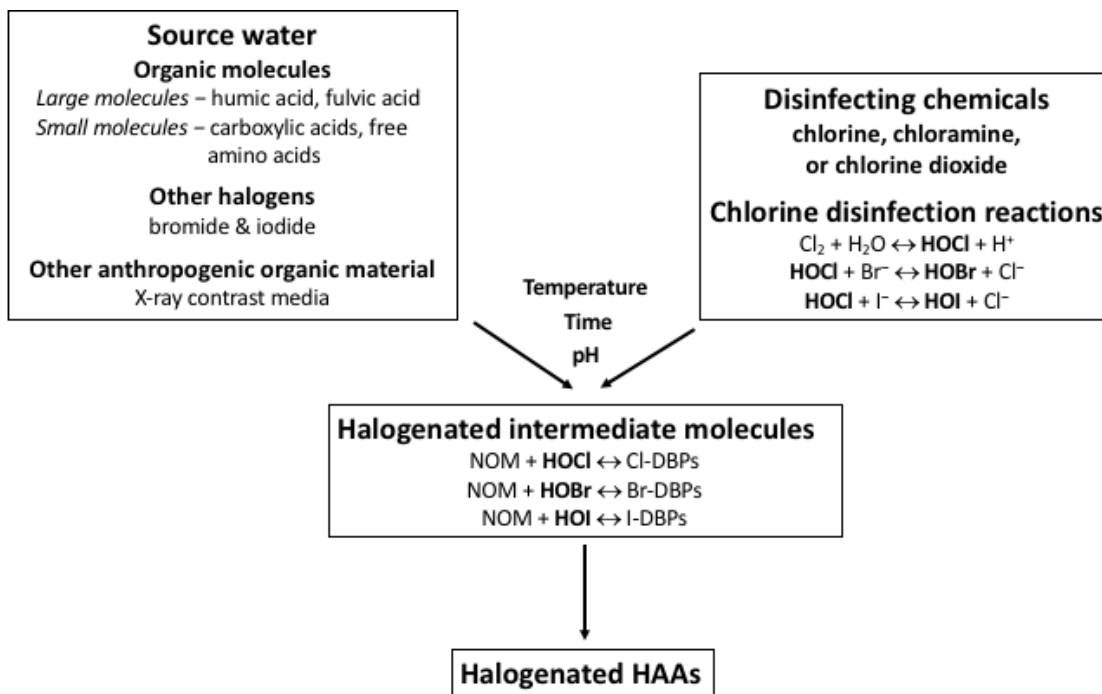 Source water
Organic molecules
Large molecules – humic acid, fulvic acid
Small molecules – carboxylic acids, free
amino acids
Other halogens
bromide & iodide
Other anthropogenic organic material
X-ray contrast media
Disinfecting chemicals
chlorine, chloramine,
or chlorine dioxide
Chlorine disinfection reactions
Cl₂ + H₂O ↔ HOCl + H⁺
HOCl + Br⁻ ↔ HOBr + Cl⁻
HOCl + I⁻ ↔ HOI + Cl⁻
Temperature
Time
pH
Halogenated intermediate molecules
NOM + HOCl ↔ Cl-DBPs
NOM + HOBr ↔ Br-DBPs
NOM + HOI ↔ I-DBPs
Halogenated HAAs